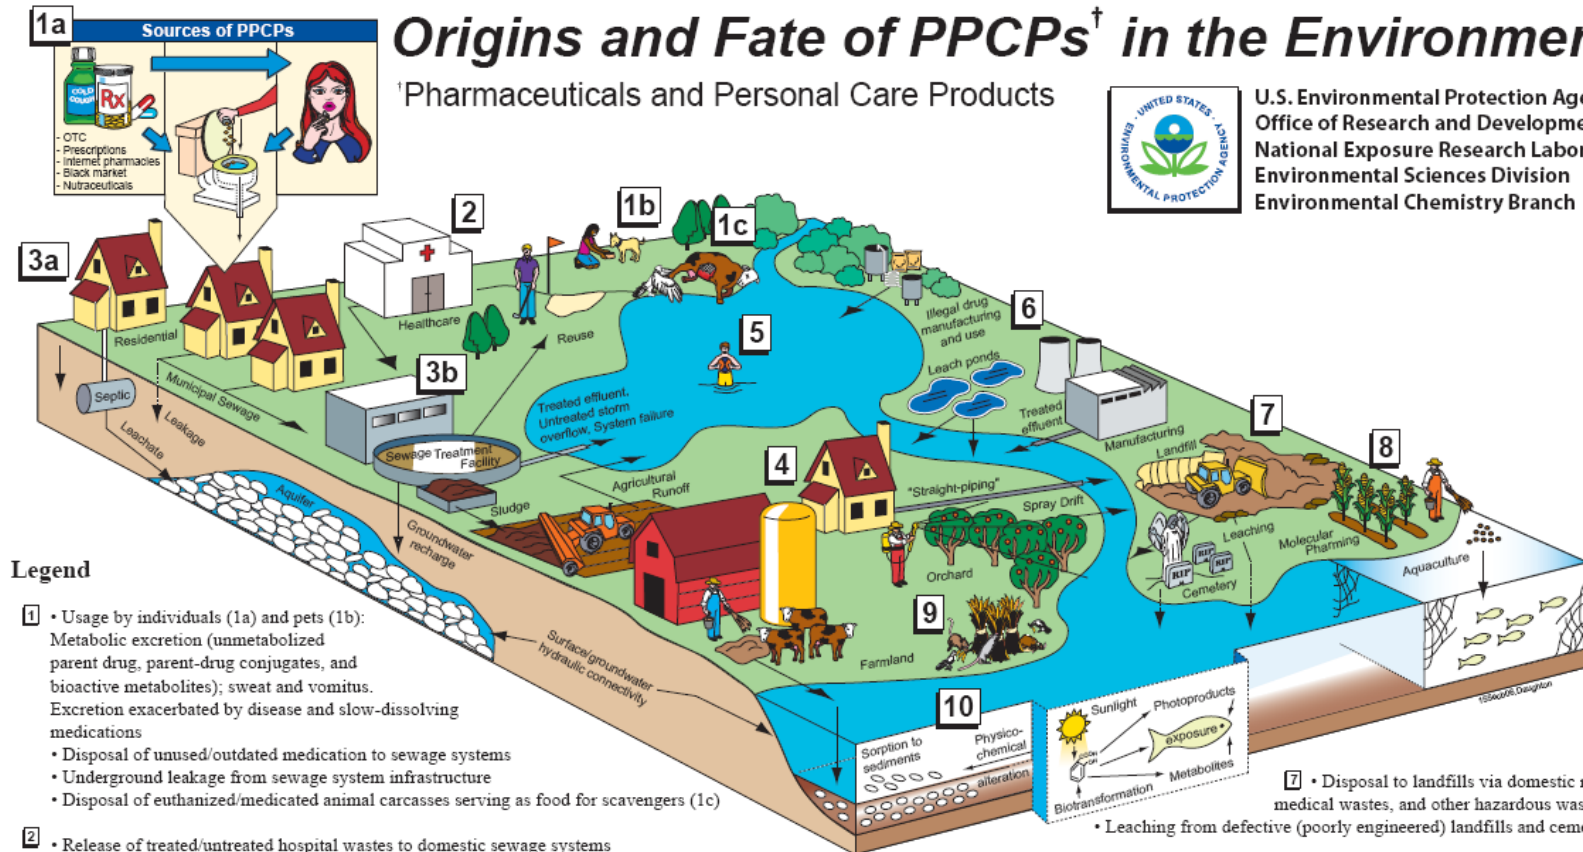 1a
Sources of PPCPs
COLD
COUGH
Rx
- OTC
- Prescriptions
- Internet pharmacies
- Black market
- Nutraceuticals
Origins and Fate of PPCPs† in the Environmen
†Pharmaceuticals and Personal Care Products
UNITED STATES
ENVIRONMENTAL PROTECTION AGENCY
U.S. Environmental Protection Age
Office of Research and Developme
National Exposure Research Labor
Environmental Sciences Division
Environmental Chemistry Branch
2
1b
1c
3a
Residential
Healthcare
Reuse
Illegal drug
manufacturing
and use
6
5
3b
Septic
Municipal Sewage
Leakage
Leachate
Treated effluent,
Untreated storm
overflow, System failure
Sewage Treatment
Facility
Leach ponds
Treated
effluent
Manufacturing
7
Landfill
8
4
Agricultural
Runoff
"Straight-piping"
Spray Drift
Sludge
Aquifer
Groundwater
recharge
Leaching
Molecular
Pharming
RIP
RIP
RIP
Cemetery
Aquaculture
Orchard
9
Farmland
Surface/groundwater
hydraulic connectivity
10
Sorption to
sediments
Physico-
chemical
alteration
Sunlight
Photoproducts
exposure
Metabolites
Biotransformation
Legend
1 • Usage by individuals (1a) and pets (1b):
Metabolic excretion (unmetabolized
parent drug, parent-drug conjugates, and
bioactive metabolites); sweat and vomitus.
Excretion exacerbated by disease and slow-dissolving
medications
• Disposal of unused/outdated medication to sewage systems
• Underground leakage from sewage system infrastructure
• Disposal of euthanized/medicated animal carcasses serving as food for scavengers (1c)
2 • Release of treated/untreated hospital wastes to domestic sewage systems
7 • Disposal to landfills via domestic r
medical wastes, and other hazardous was
• Leaching from defective (poorly engineered) landfills and ceme